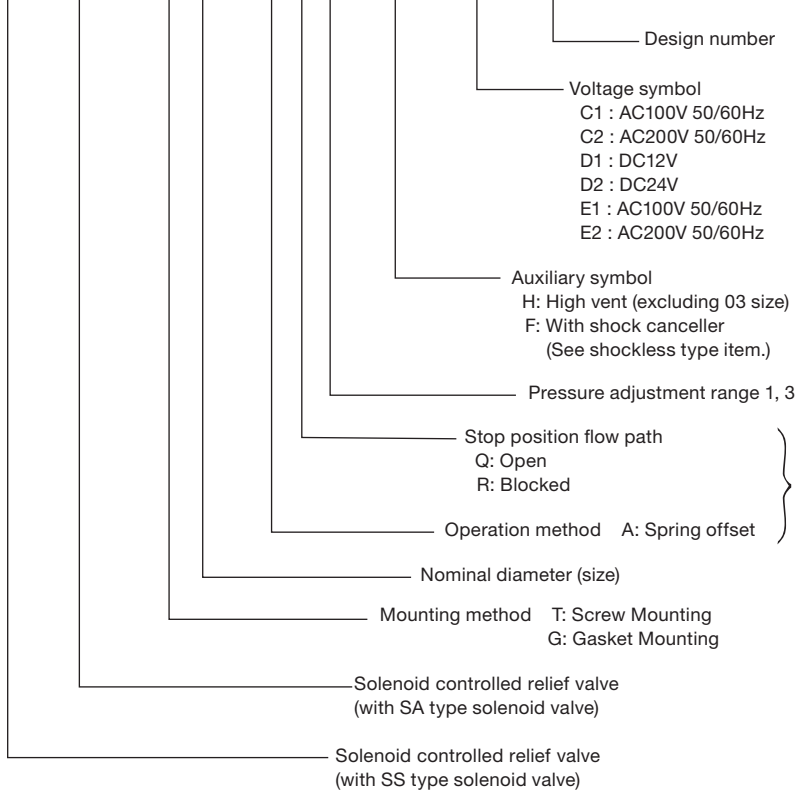 Design number
Voltage symbol
C1 : AC100V 50/60Hz
C2 : AC200V 50/60Hz
D1 : DC12V
D2 : DC24V
E1 : AC100V 50/60Hz
E2 : AC200V 50/60Hz
Auxiliary symbol
H: High vent (excluding 03 size)
F: With shock canceller
(See shockless type item.)
Pressure adjustment range 1, 3
Stop position flow path
Q: Open
R: Blocked
Operation method A: Spring offset
Nominal diameter (size)
Mounting method T: Screw Mounting
G: Gasket Mounting
Solenoid controlled relief valve
(with SA type solenoid valve)
Solenoid controlled relief valve
(with SS type solenoid valve)